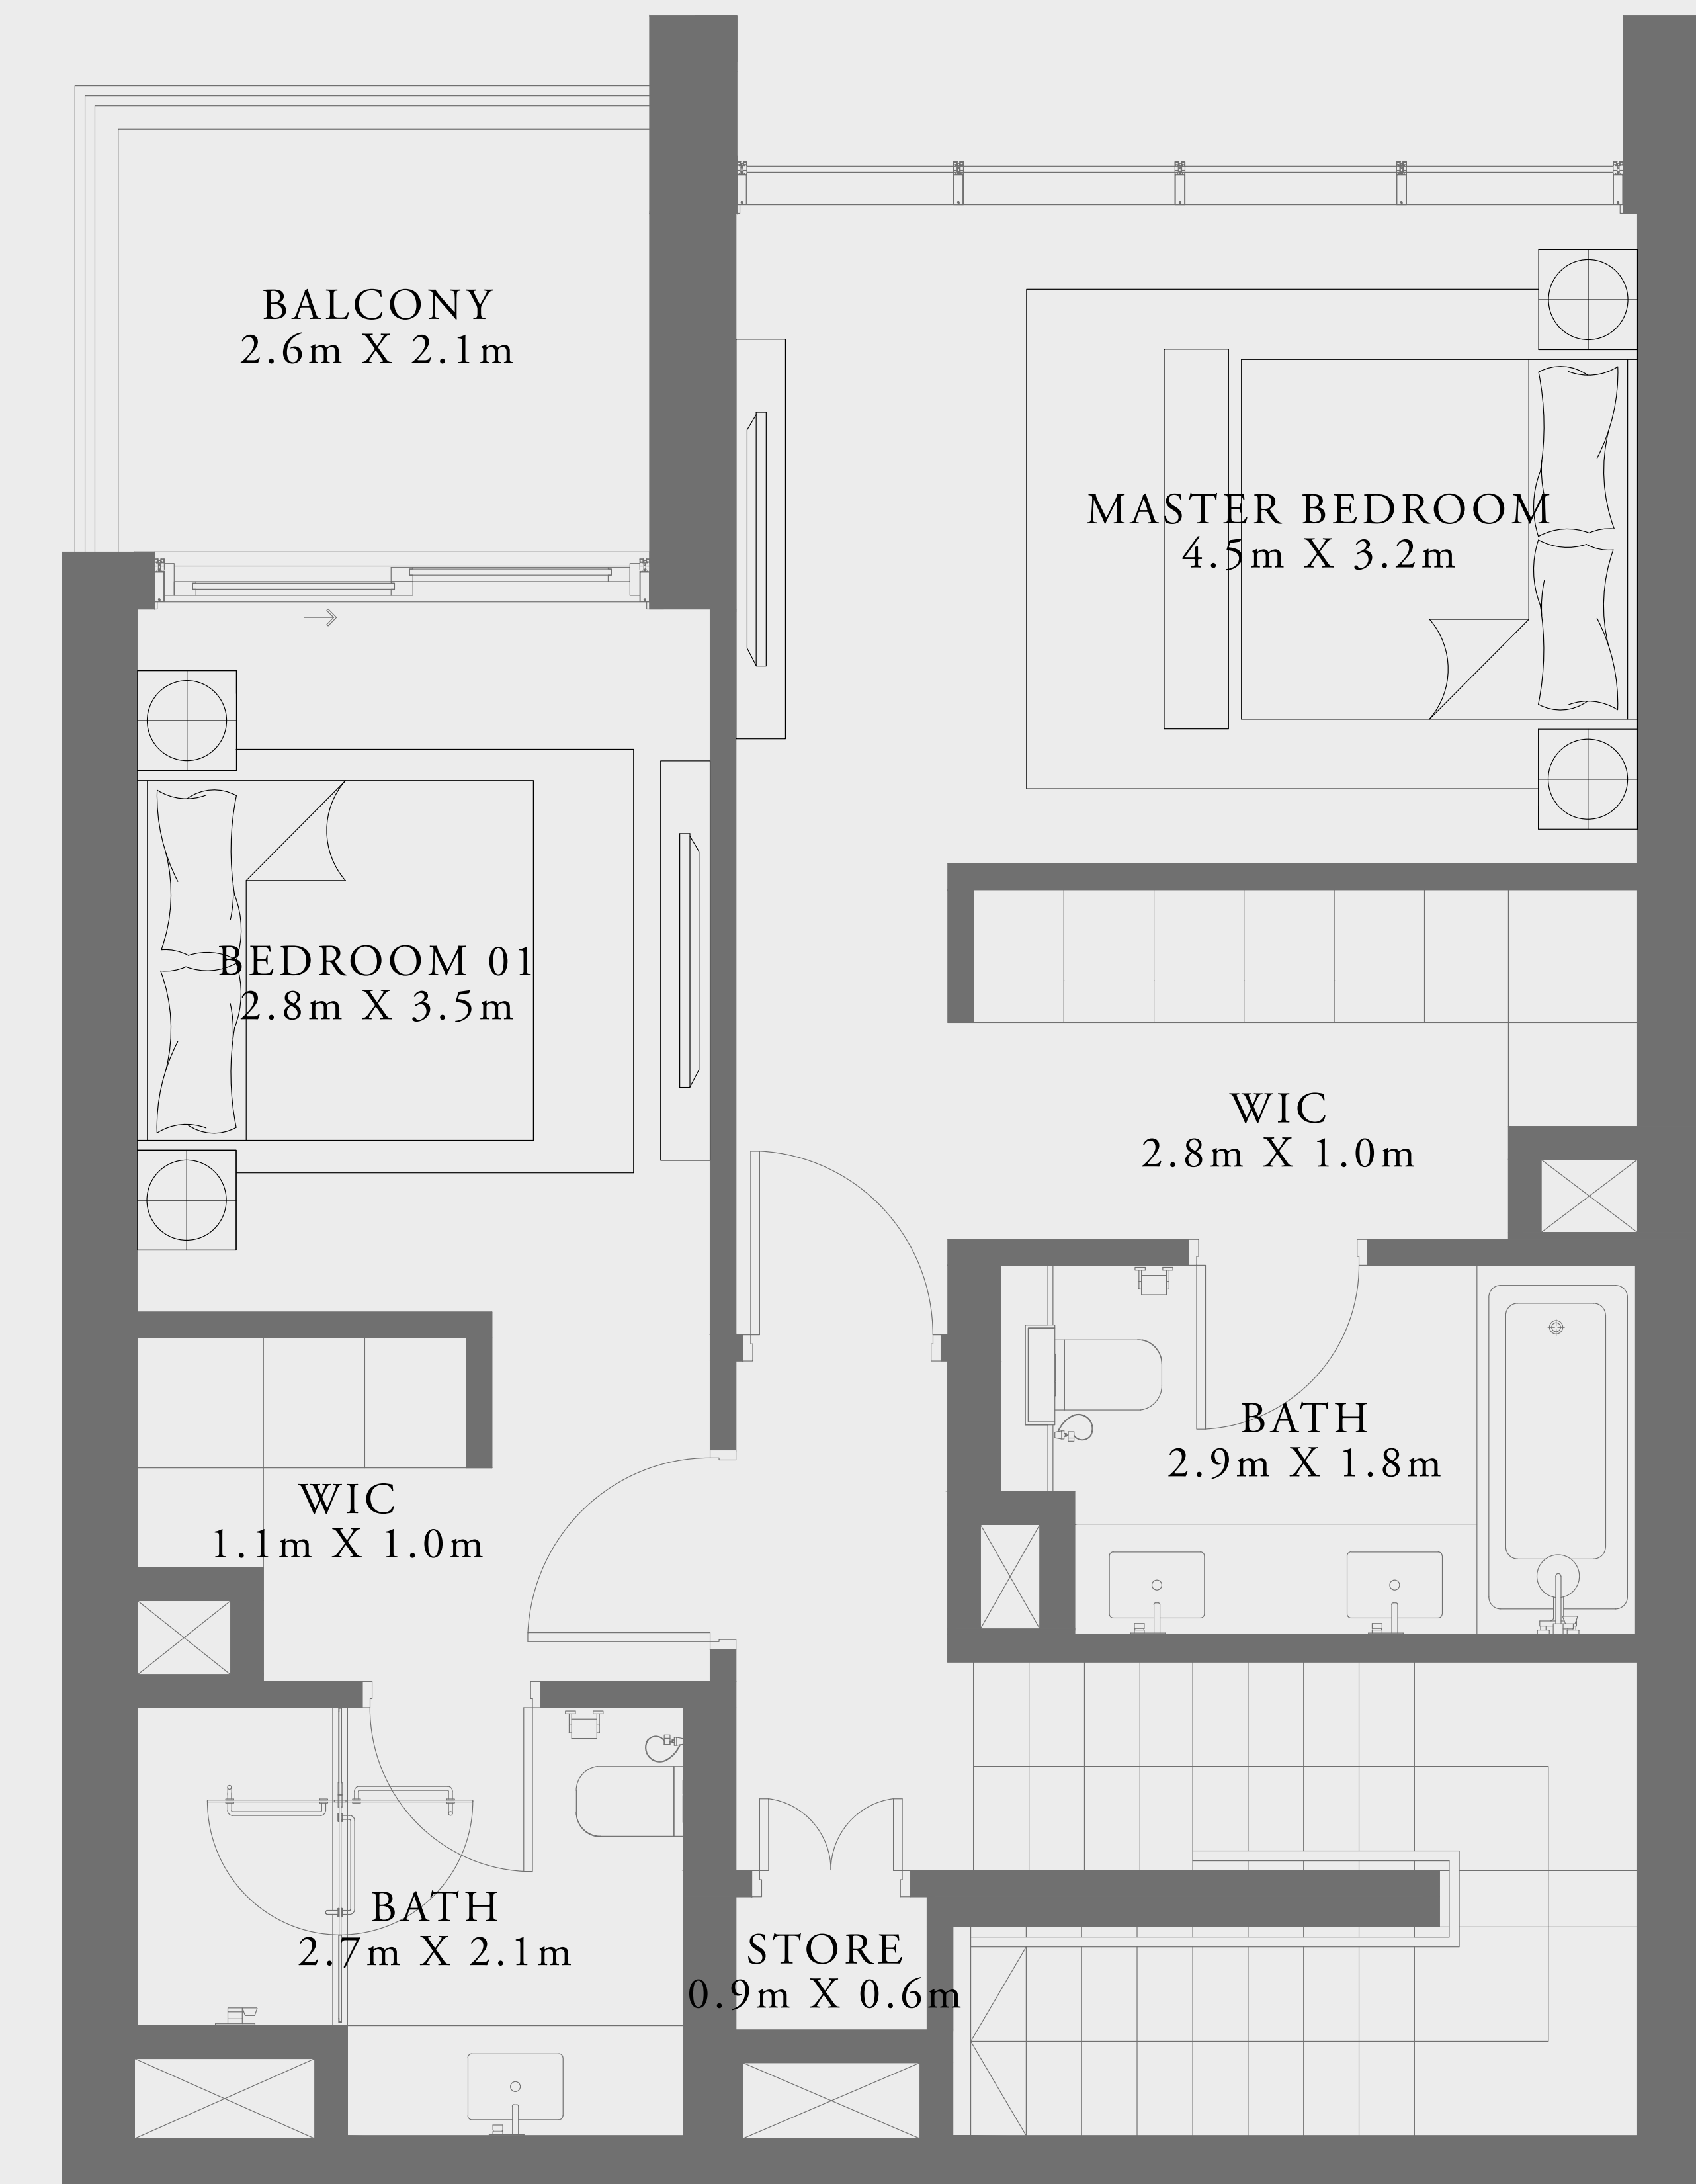 BALCONY
2.6m X 2.1m
MASTER BEDROOM
4.5m X 3.2m
BEDROOM 01
2.8m X 3.5m
WIC
2.8m X 1.0m
BATH
2.9m X 1.8m
WIC
1.1m X 1.0m
BATH
2.7m X 2.1m
STORE
0.9m X 0.6m